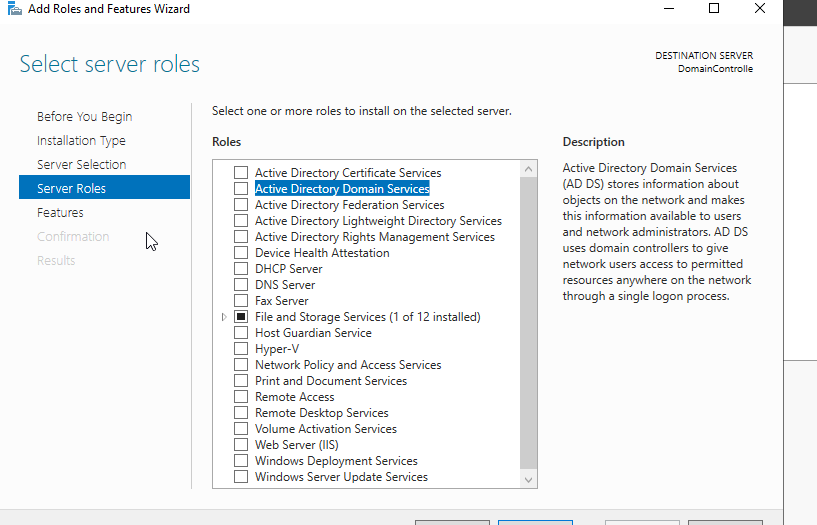 Add Roles and Features Wizard
Select server roles
DESTINATION SERVER
DomainControlle
Before You Begin
Installation Type
Server Selection
Server Roles
Features
Confirmation
Results
Select one or more roles to install on the selected server.
Roles
Active Directory Certificate Services
Active Directory Domain Services
Active Directory Federation Services
Active Directory Lightweight Directory Services
Active Directory Rights Management Services
Device Health Attestation
DHCP Server
DNS Server
Fax Server
File and Storage Services (1 of 12 installed)
Host Guardian Service
Hyper-V
Network Policy and Access Services
Print and Document Services
Remote Access
Remote Desktop Services
Volume Activation Services
Web Server (IIS)
Windows Deployment Services
Windows Server Update Services
Description
Active Directory Domain Services
(AD DS) stores information about
objects on the network and makes
this information available to users
and network administrators. AD DS
uses domain controllers to give
network users access to permitted
resources anywhere on the network
through a single logon process.